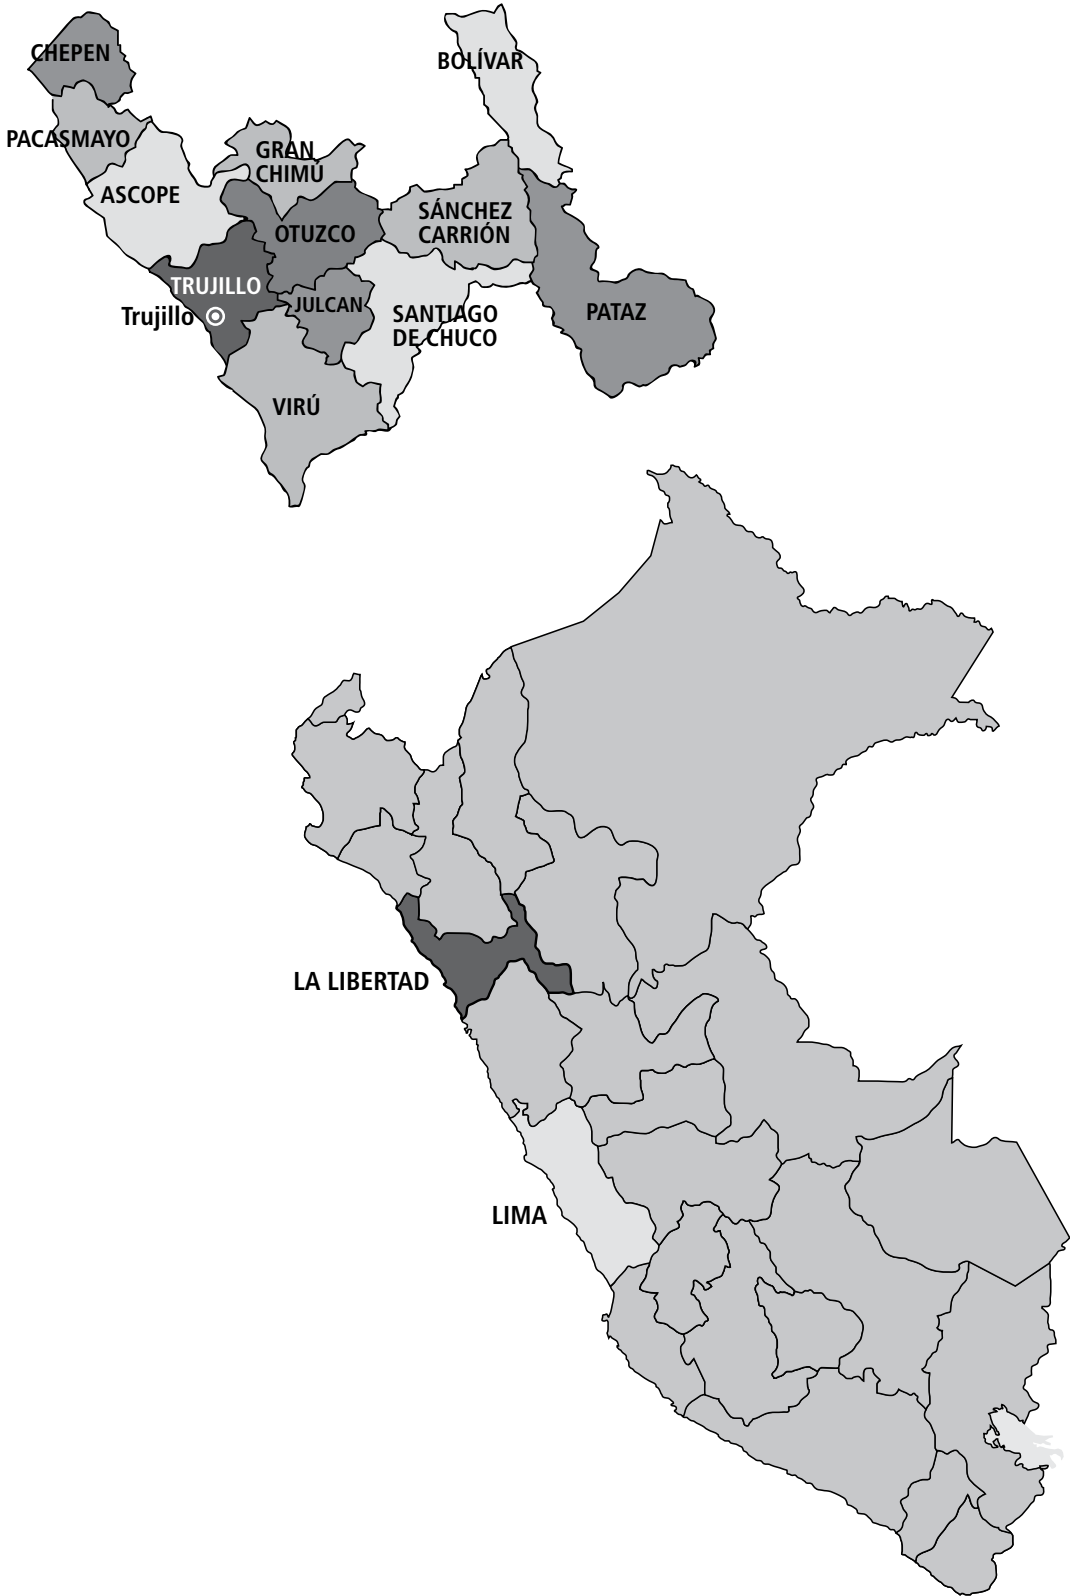 CHEPEN
BOLÍVAR
PACASMAYO
GRAN
CHIMÚ
ASCOPE
SÁNCHEZ
CARRIÓN
OTUZCO
TRUJILLO
Trujillo
JULCAN
SANTIAGO
DE CHUCO
PATAZ
VIRÚ
LA LIBERTAD
LIMA